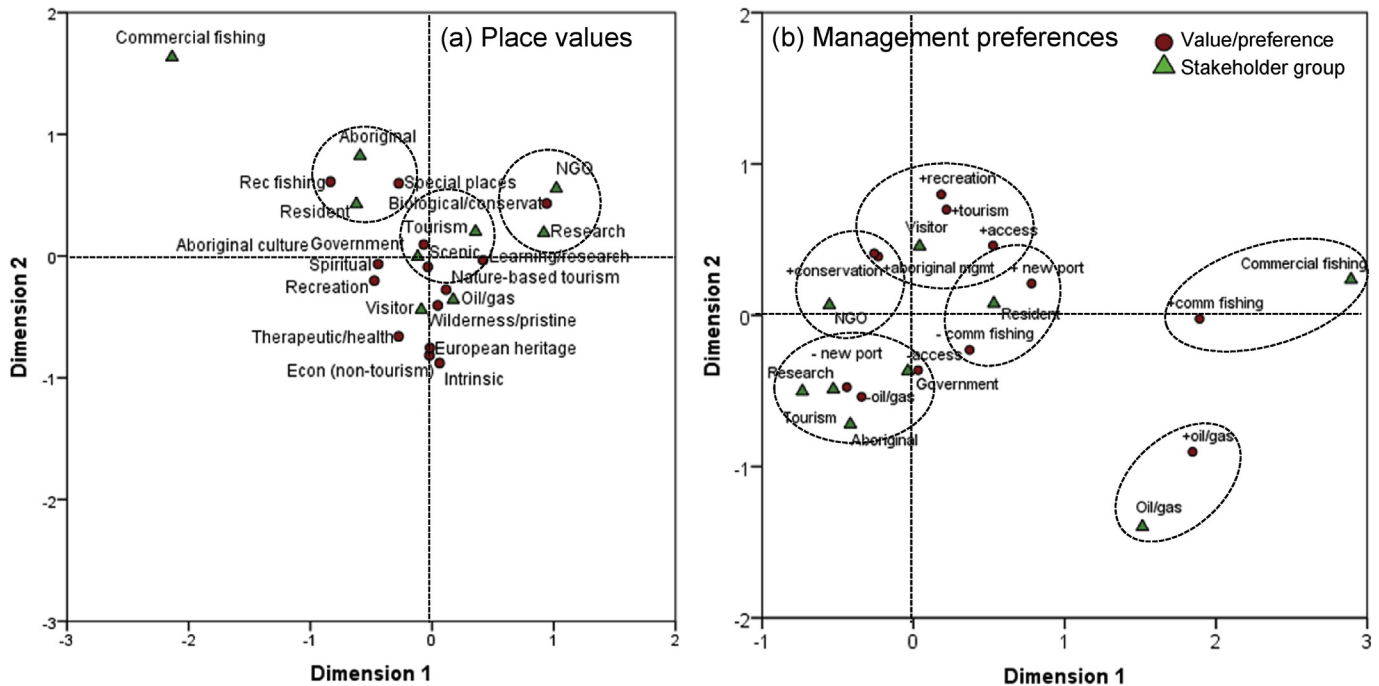 (a) Place values
2
1
0
-1
-2
-3
-3
-2
-1
0
1
2
Dimension 2
Dimension 1
Commercial fishing
Aboriginal
NGO
Rec fishing
Special places
Biological/conservat
Resident
Tourism
Research
Aboriginal culture
Government
Scenic
Learning/research
Spiritual
Nature-based tourism
Recreation
Oil/gas
Visitor
Wilderness/pristine
Therapeutic/health
European heritage
Econ (non-tourism)
Intrinsic
(b) Management preferences
Value/preference
Stakeholder group
2
1
0
-1
-2
-1
0
1
2
3
Dimension 2
Dimension 1
+recreation
+tourism
Visitor
+access
+conservation
+aboriginal mgmt
+ new port
Commercial fishing
NGO
Resident
+comm fishing
- comm fishing
- new port
-access
Research
Government
-oil/gas
Tourism
Aboriginal
+oil/gas
Oil/gas